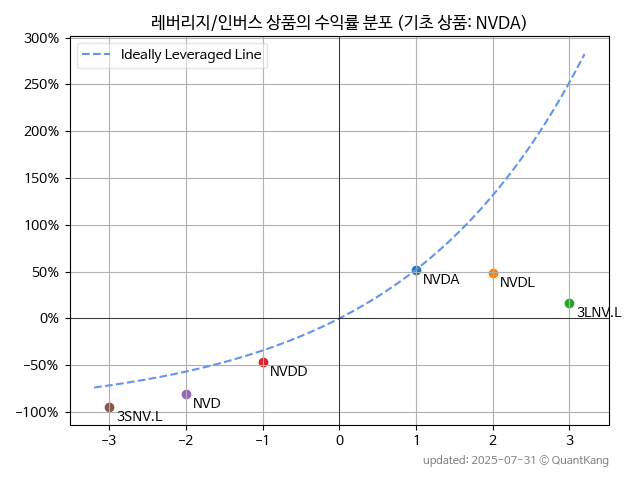 레버리지/인버스 상품의 수익률 분포 (기초 상품: NVDA)
300%
Ideally Leveraged Line
250%
200%
150%
100%
50%
NVDA
NVDL
3LNV.L
0%
−50%
NVDD
NVD
−100%
3SNV.L
−3
−2
−1
0
1
2
3
updated: 2025-07-31 © QuantKang